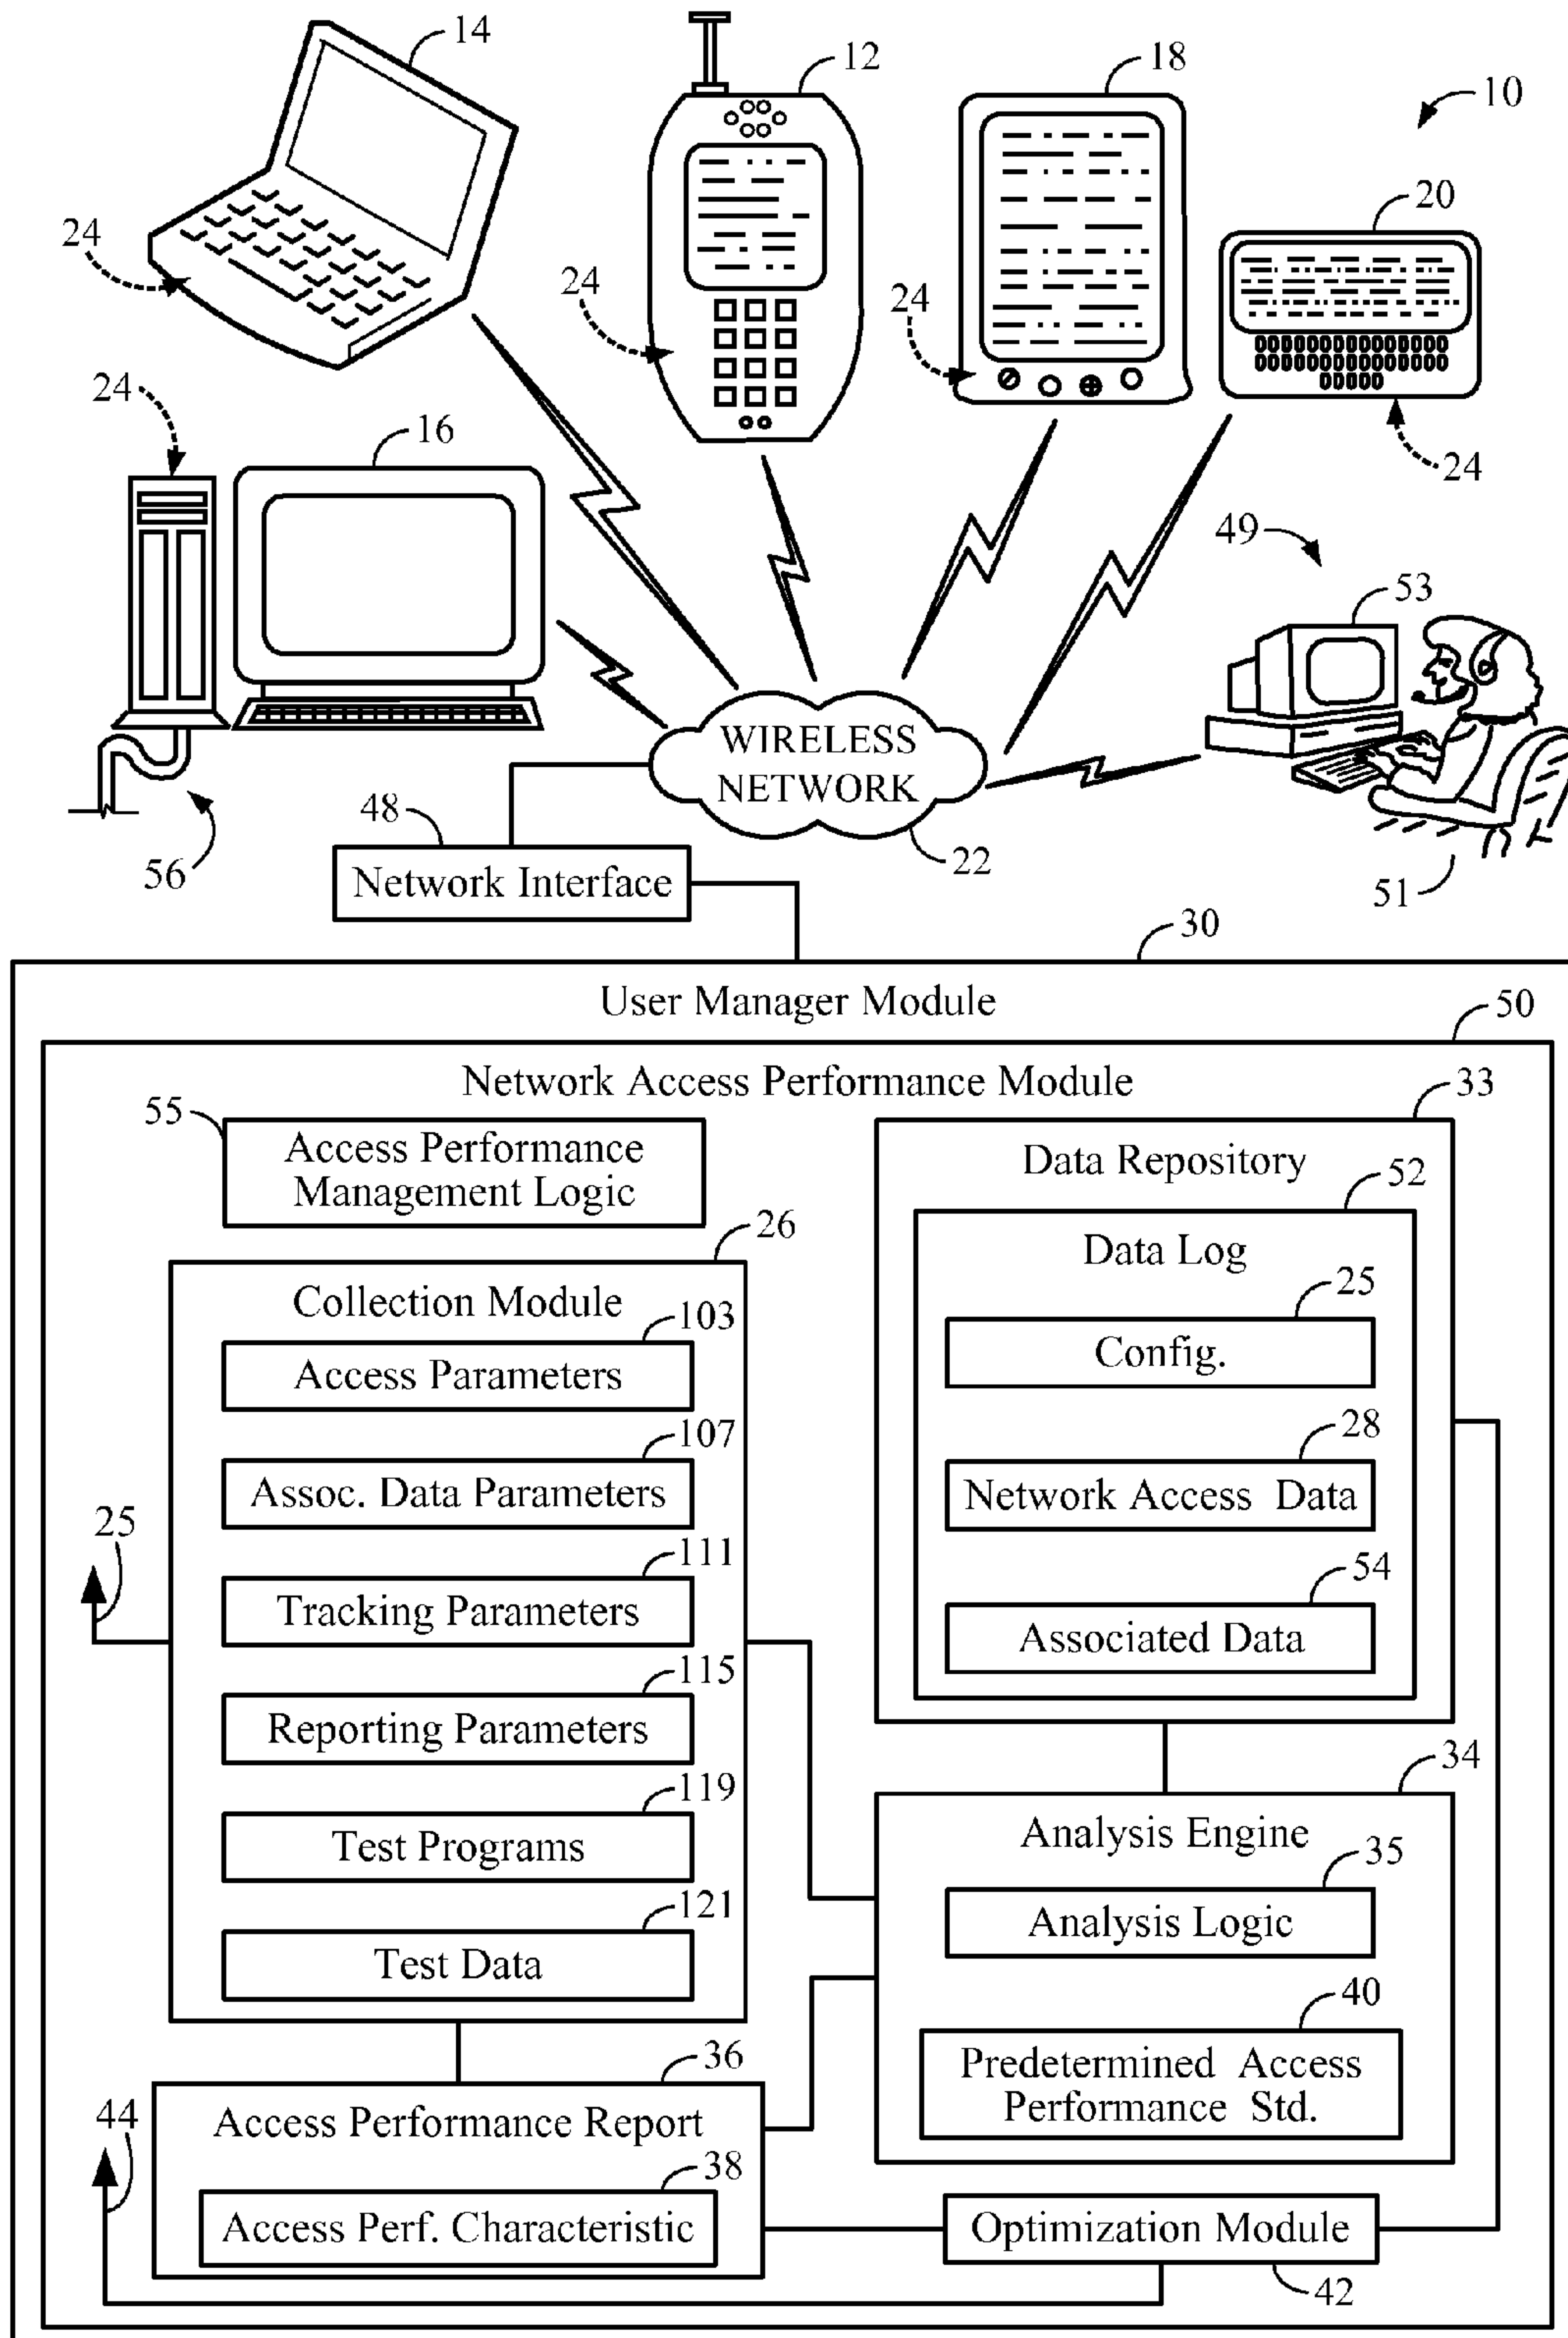 14
12
18
10
20
24
24
24
24
16
24
49
53
WIRELESS
NETWORK
48
56
22
51
Network Interface
30
User Manager Module
50
Network Access Performance Module
33
55
Access Performance
Management Logic
Data Repository
52
26
Data Log
Collection Module
25
Config.
103
Access Parameters
28
107
Network Access Data
Assoc. Data Parameters
25
111
54
Tracking Parameters
Associated Data
115
Reporting Parameters
34
119
Analysis Engine
Test Programs
35
Analysis Logic
121
Test Data
40
Predetermined Access
Performance Std.
36
44
Access Performance Report
38
Access Perf. Characteristic
Optimization Module
42